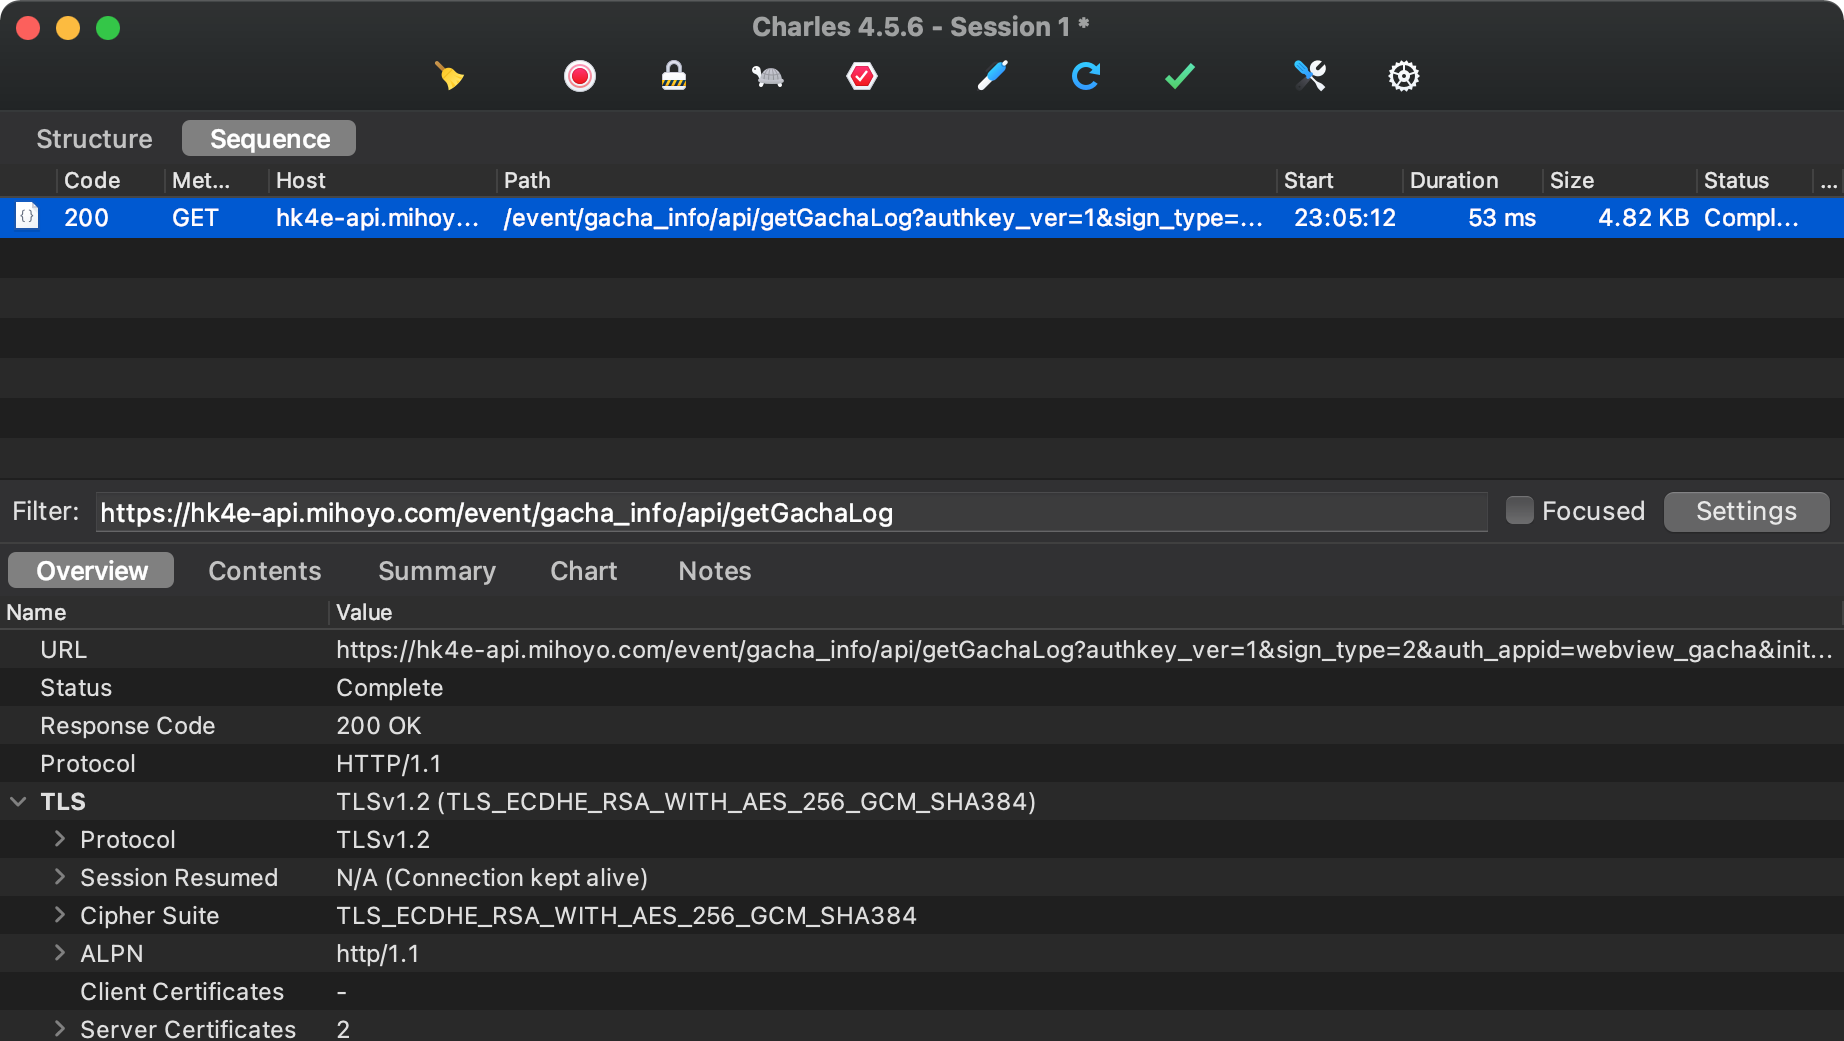 Charles 4.5.6 - Session 1 *
Structure Sequence
Code Met... Host Path Start Duration Size Status ...
{} 200 GET hk4e-api.mihoy... /event/gacha_info/api/getGachaLog?authkey_ver=1&sign_type=... 23:05:12 53 ms 4.82 KB Compl...
Filter: https://hk4e-api.mihoyo.com/event/gacha_info/api/getGachaLog Focused Settings
Overview Contents Summary Chart Notes
Name Value
URL https://hk4e-api.mihoyo.com/event/gacha_info/api/getGachaLog?authkey_ver=1&sign_type=2&auth_appid=webview_gacha&init...
Status Complete
Response Code 200 OK
Protocol HTTP/1.1
TLS TLSv1.2 (TLS_ECDHE_RSA_WITH_AES_256_GCM_SHA384)
Protocol TLSv1.2
Session Resumed N/A (Connection kept alive)
Cipher Suite TLS_ECDHE_RSA_WITH_AES_256_GCM_SHA384
ALPN http/1.1
Client Certificates -
Server Certificates 2